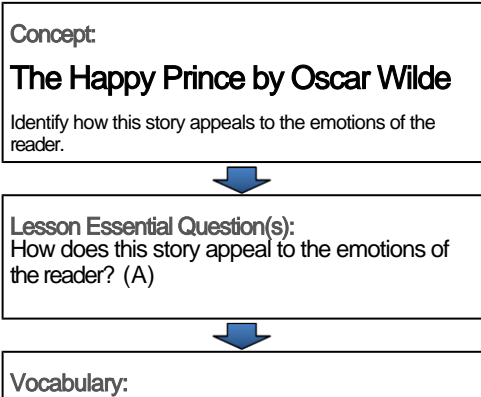 Concept:
The Happy Prince by Oscar Wilde
Identify how this story appeals to the emotions of the
reader.
Lesson Essential Question(s):
How does this story appeal to the emotions of
the reader? (A)
Vocabulary: